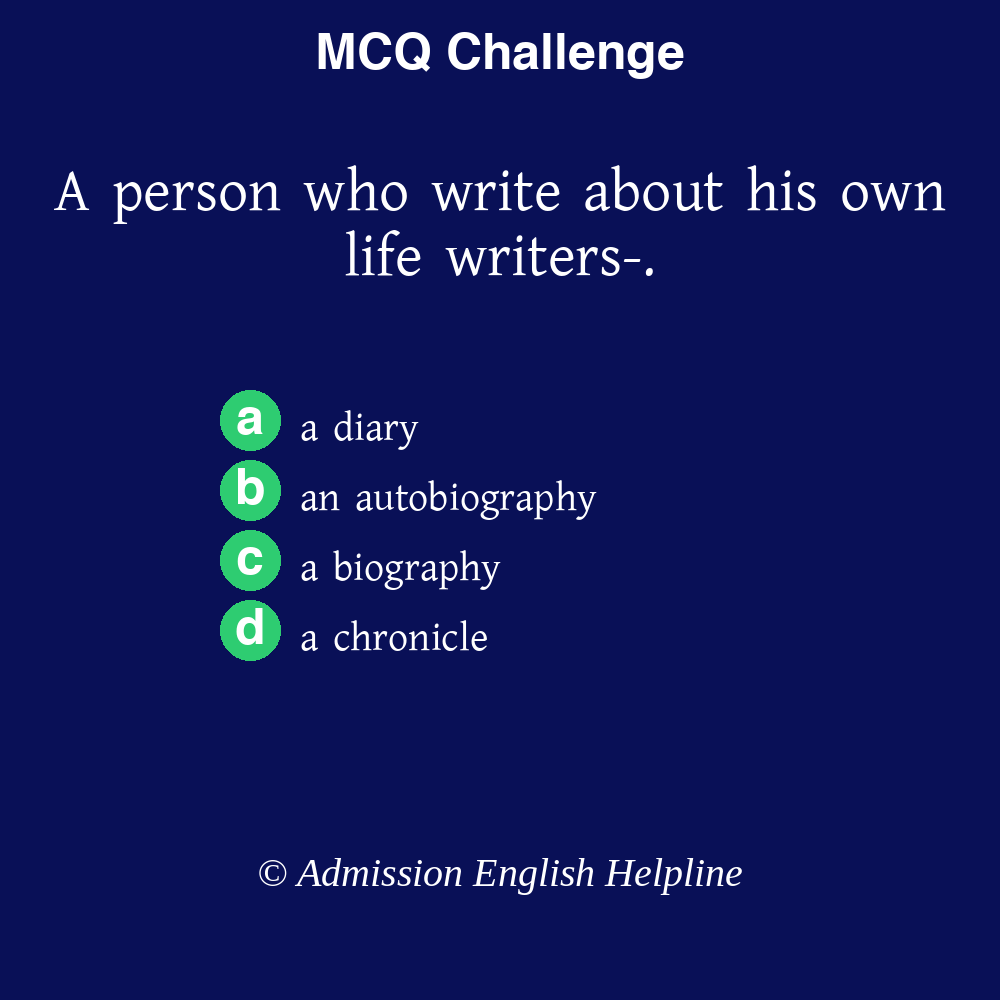 MCQ Challenge
A person who write about his own
life writers-.
a a diary
b an autobiography
c a biography
d a chronicle
© Admission English Helpline